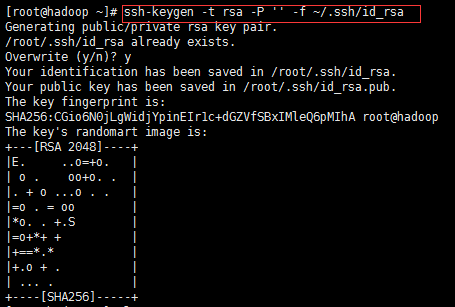 [root@hadoop ~]# ssh-keygen -t rsa -P '' -f ~/.ssh/id_rsa
Generating public/private rsa key pair.
/root/.ssh/id_rsa already exists.
Overwrite (y/n)? y
Your identification has been saved in /root/.ssh/id_rsa.
Your public key has been saved in /root/.ssh/id_rsa.pub.
The key fingerprint is:
SHA256:CGio6N0jLgWidjYpinEIr1c+dGZVfSBxIMleQ6pMIhA root@hadoop
The key's randomart image is:
+---[RSA 2048]----+
|E.     ..o=+o.   |
| o .    oo+o. .  |
|. + o ...o . .   |
|=o . = oo        |
|*o. . +.S        |
|=o+*+ +          |
|+==*.*           |
|+.o + .          |
| ... .           |
+----[SHA256]-----+